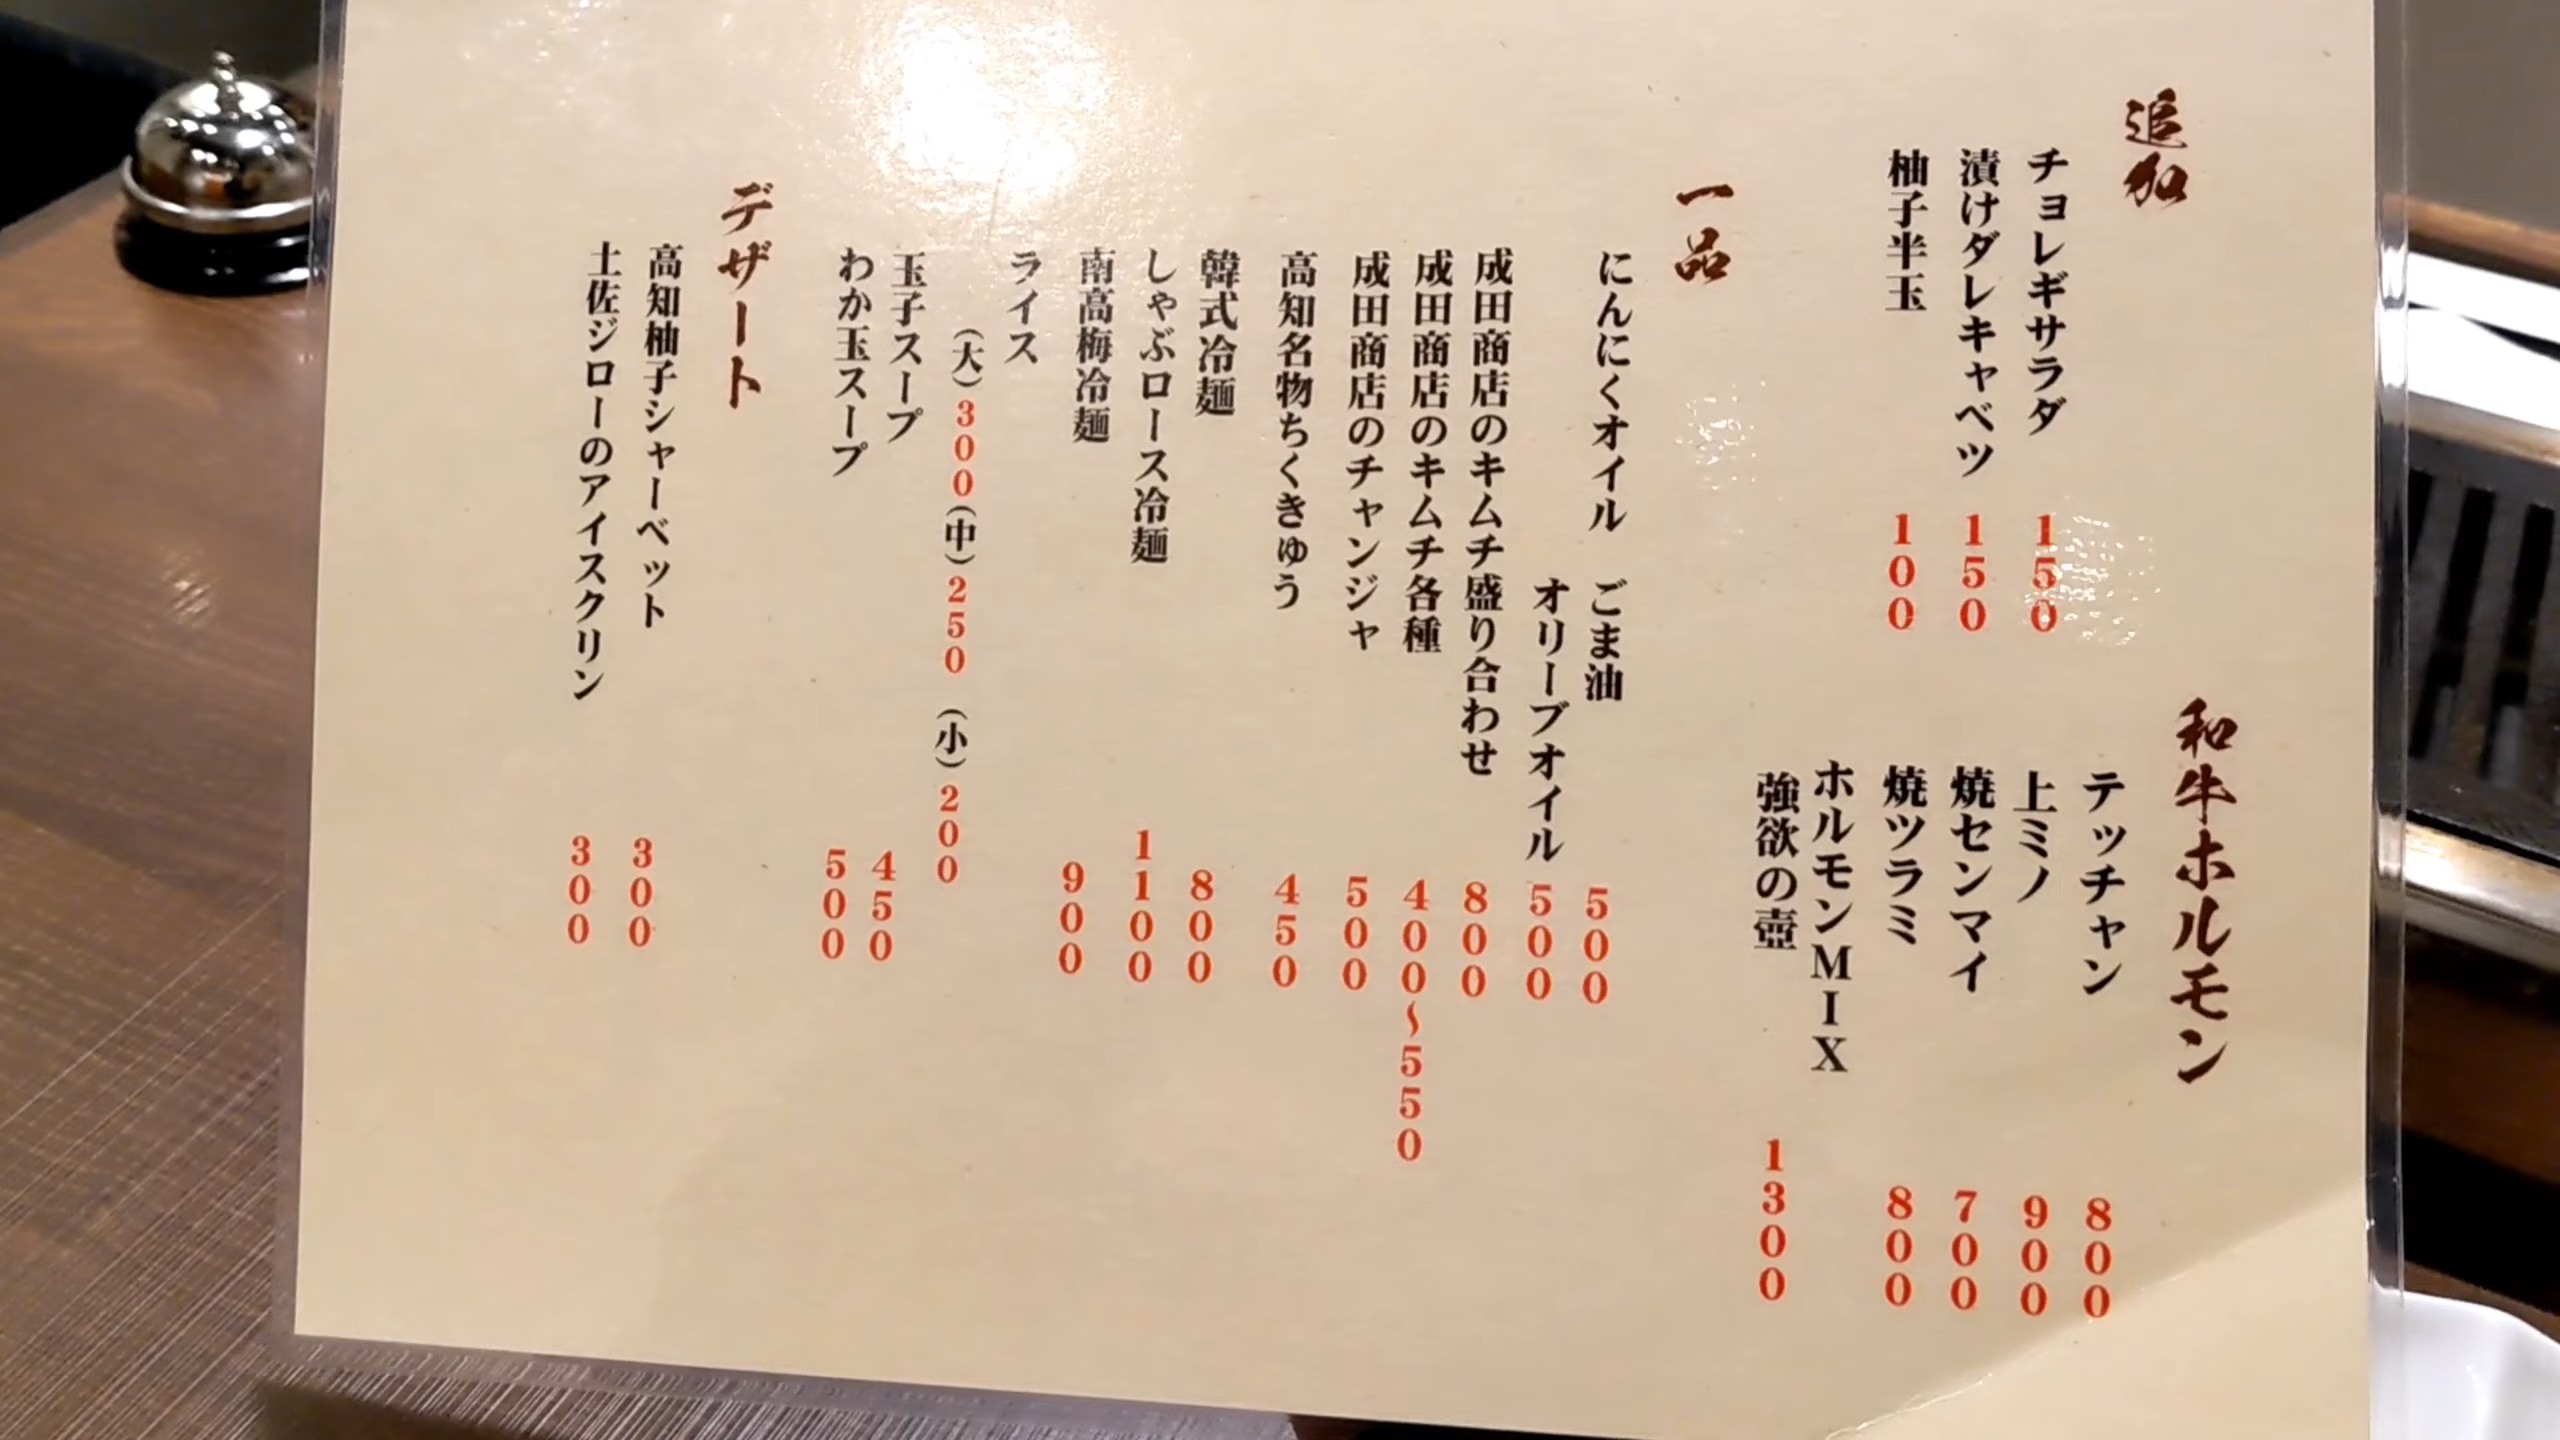 追加
チョレギサラダ 150
漬けダレキャベツ 150
柚子半玉 100
和牛ホルモン
テッチャン 800
上ミノ 900
焼センマイ 700
焼ツラミ 800
ホルモンMIX
強欲の壺 1300
一品
にんにくオイル ごま油 500
オリーブオイル 500
成田商店のキムチ盛り合わせ 800
成田商店のキムチ各種 400〜550
成田商店のチャンジャ 500
高知名物ちくきゅう 450
韓式冷麺 800
しゃぶロース冷麺 1100
南高梅冷麺 900
ライス
(大)300(中)250 (小)200
玉子スープ 450
わか玉スープ 500
デザート
高知柚子シャーベット 300
土佐ジローのアイスクリン 300